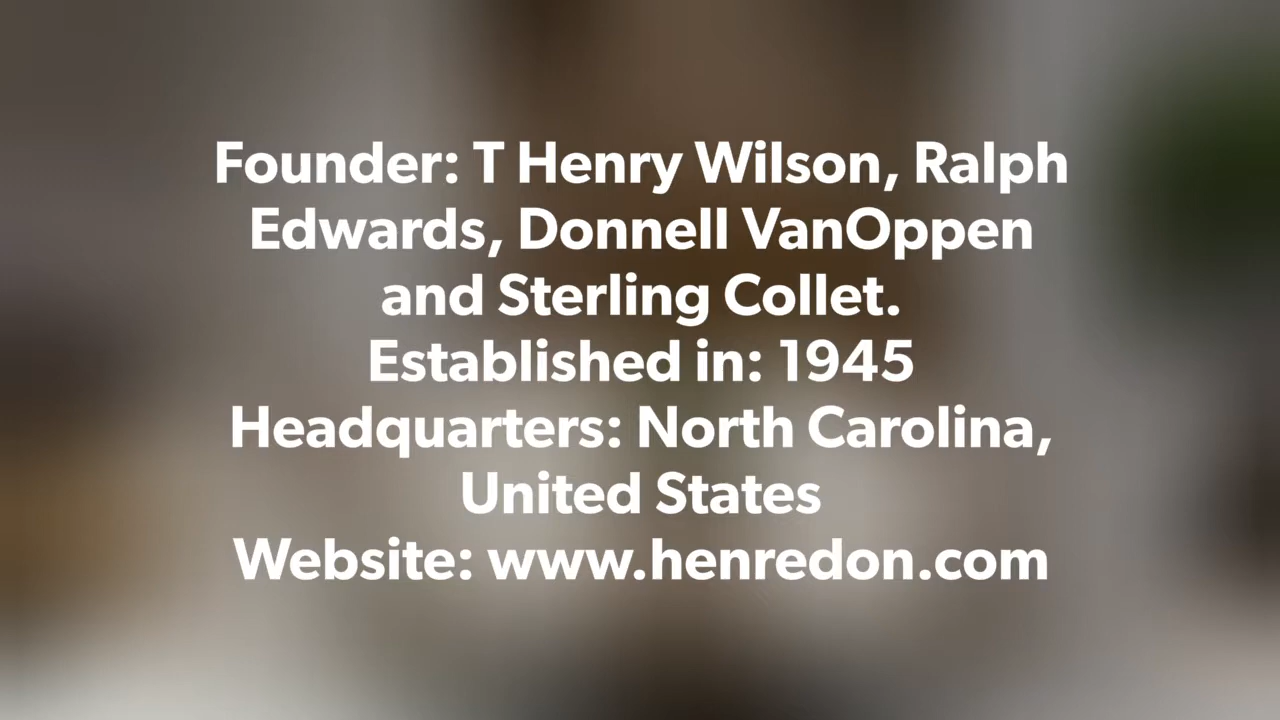 Founder: T Henry Wilson, Ralph
Edwards, Donnell VanOppen
and Sterling Collet.
Established in: 1945
Headquarters: North Carolina,
United States
Website: www.henredon.com